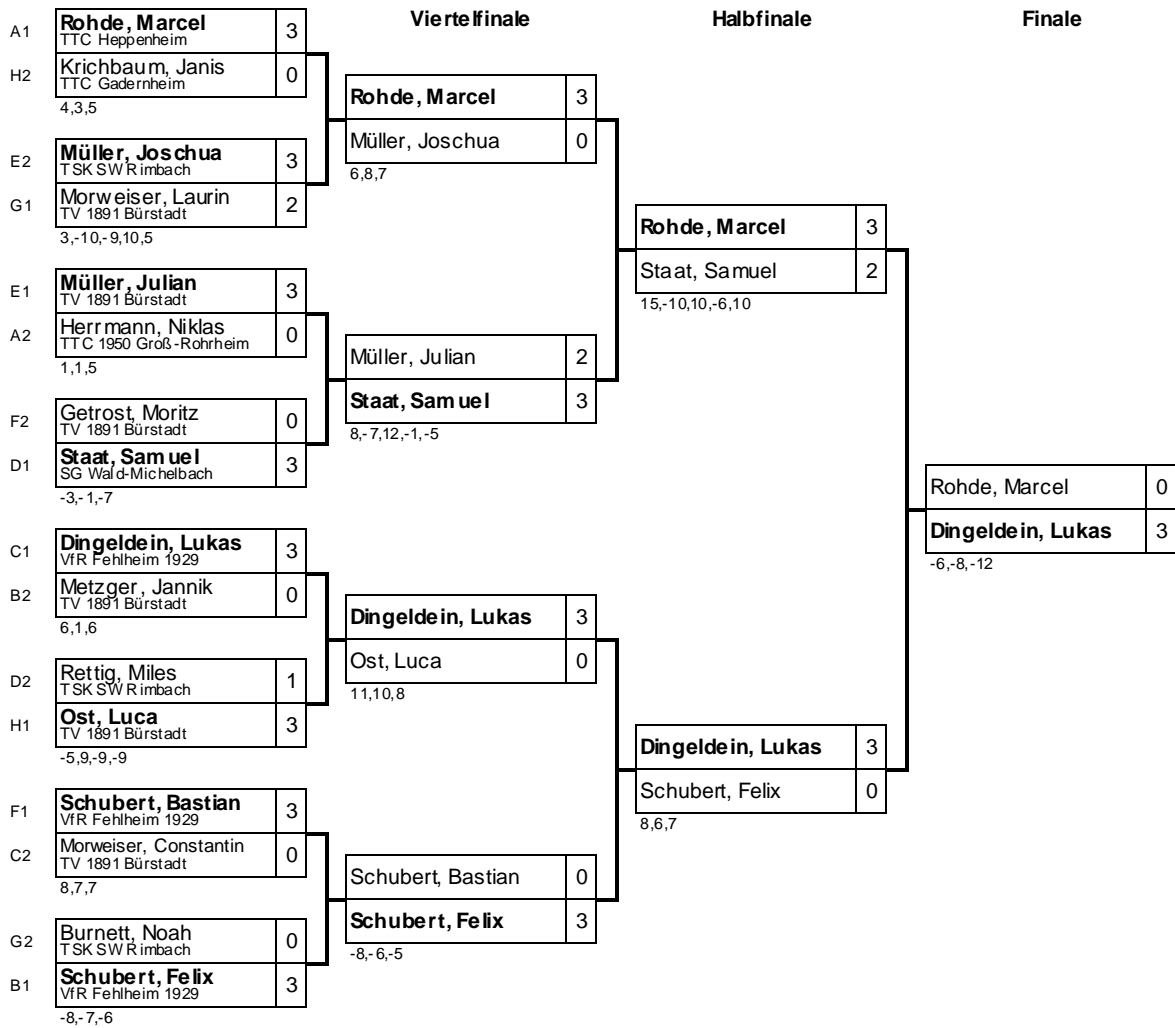 Viertelfinale
Halbfinale
Finale
A1 Rohde, Marcel 3
TTC Heppenheim
H2 Krichbaum, Janis 0
TTC Gadernheim
4,3,5
E2 Müller, Joschua 3
TSK SW Rimbach
G1 Morweiser, Laurin 2
TV 1891 Bürstadt
3,-10,-9,10,5
E1 Müller, Julian 3
TV 1891 Bürstadt
A2 Herrmann, Niklas 0
TTC 1950 Groß-Rohrheim
1,1,5
F2 Getrost, Moritz 0
TV 1891 Bürstadt
D1 Staat, Samuel 3
SG Wald-Michelbach
-3,-1,-7
C1 Dingeldein, Lukas 3
VfR Fehlheim 1929
B2 Metzger, Jannik 0
TV 1891 Bürstadt
6,1,6
D2 Rettig, Miles 1
TSK SW Rimbach
H1 Ost, Luca 3
TV 1891 Bürstadt
-5,9,-9,-9
F1 Schubert, Bastian 3
VfR Fehlheim 1929
C2 Morweiser, Constantin 0
TV 1891 Bürstadt
8,7,7
G2 Burnett, Noah 0
TSK SW Rimbach
B1 Schubert, Felix 3
VfR Fehlheim 1929
-8,-7,-6
Rohde, Marcel 3
Müller, Joschua 0
6,8,7
Müller, Julian 2
Staat, Samuel 3
8,-7,12,-1,-5
Dingeldein, Lukas 3
Ost, Luca 0
11,10,8
Schubert, Bastian 0
Schubert, Felix 3
-8,-6,-5
Rohde, Marcel 3
Staat, Samuel 2
15,-10,10,-6,10
Dingeldein, Lukas 3
Schubert, Felix 0
8,6,7
Rohde, Marcel 0
Dingeldein, Lukas 3
-6,-8,-12